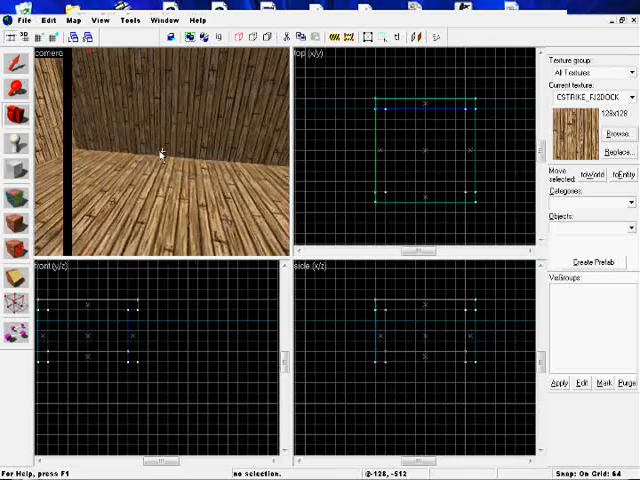 File Edit Map View Tools Window Help
camera
top (x/y)
front (y/z)
side (x/z)
Texture group:
All Textures
Current texture:
CSTRIKE_FJ2DOCK
128x128
Browse..
Replace...
Move selected:
toWorld
toEntity
Categories:
Objects:
Create Prefab
VisGroups:
Apply Edit Mark Purge
For Help, press F1
no selection.
@-128, -512
Snap: On Grid: 64